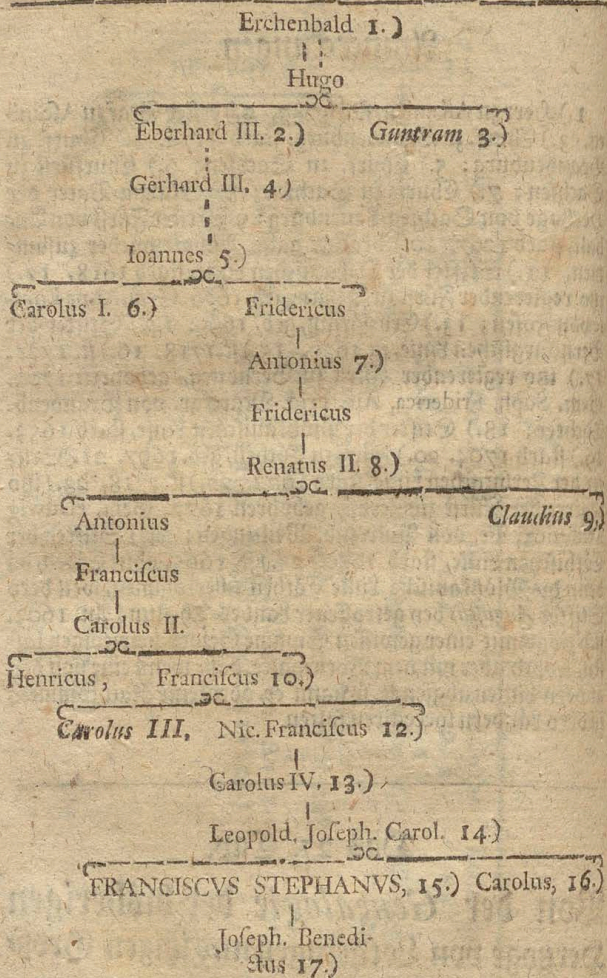 Erchenbald 1.)
Hugo
Eberhard III. 2.) Guntram 3.)
Gerhard III. 4.)
Ioannes 5.)
Carolus I. 6.) Fridericus
Antonius 7.)
Fridericus
Renatus II. 8.)
Antonius Claudius 9.)
Franciſcus
Carolus II.
Henricus, Franciſcus 10.)
Carolus III, Nic. Franciſcus 12.)
Carolus IV. 13.)
Leopold. Joſeph. Carol. 14.)
FRANCISCVS STEPHANVS, 15.) Carolus, 16.)
Joſeph. Benedi-
ctus 17.)